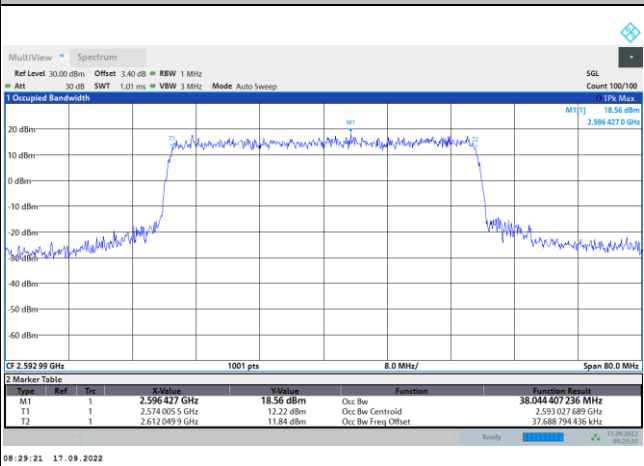 MultiView Spectrum
Ref Level 30.00 dBm Offset 3.40 dB RBW 1 MHz SGL
Att 30 dB SWT 1.01 ms VBW 3 MHz Mode Auto Sweep Count 100/100
1 Occupied Bandwidth 1Pk Max
M1[1] 18.56 dBm
2.596 427 0 GHz
M1
T1
T2
20 dBm
10 dBm
0 dBm
-10 dBm
-20 dBm
-30 dBm
-40 dBm
-50 dBm
-60 dBm
CF 2.592 99 GHz 1001 pts 8.0 MHz/ Span 80.0 MHz
2 Marker Table
Type Ref Trc X-Value Y-Value Function Function Result
M1 1 2.596 427 GHz 18.56 dBm Occ Bw 38.044 407 236 MHz
T1 1 2.574 005 5 GHz 12.22 dBm Occ Bw Centroid 2.593 027 689 GHz
T2 1 2.612 049 9 GHz 11.84 dBm Occ Bw Freq Offset 37.688 794 436 kHz
Ready 17.09.2022
08:29:20
08:29:21 17.09.2022